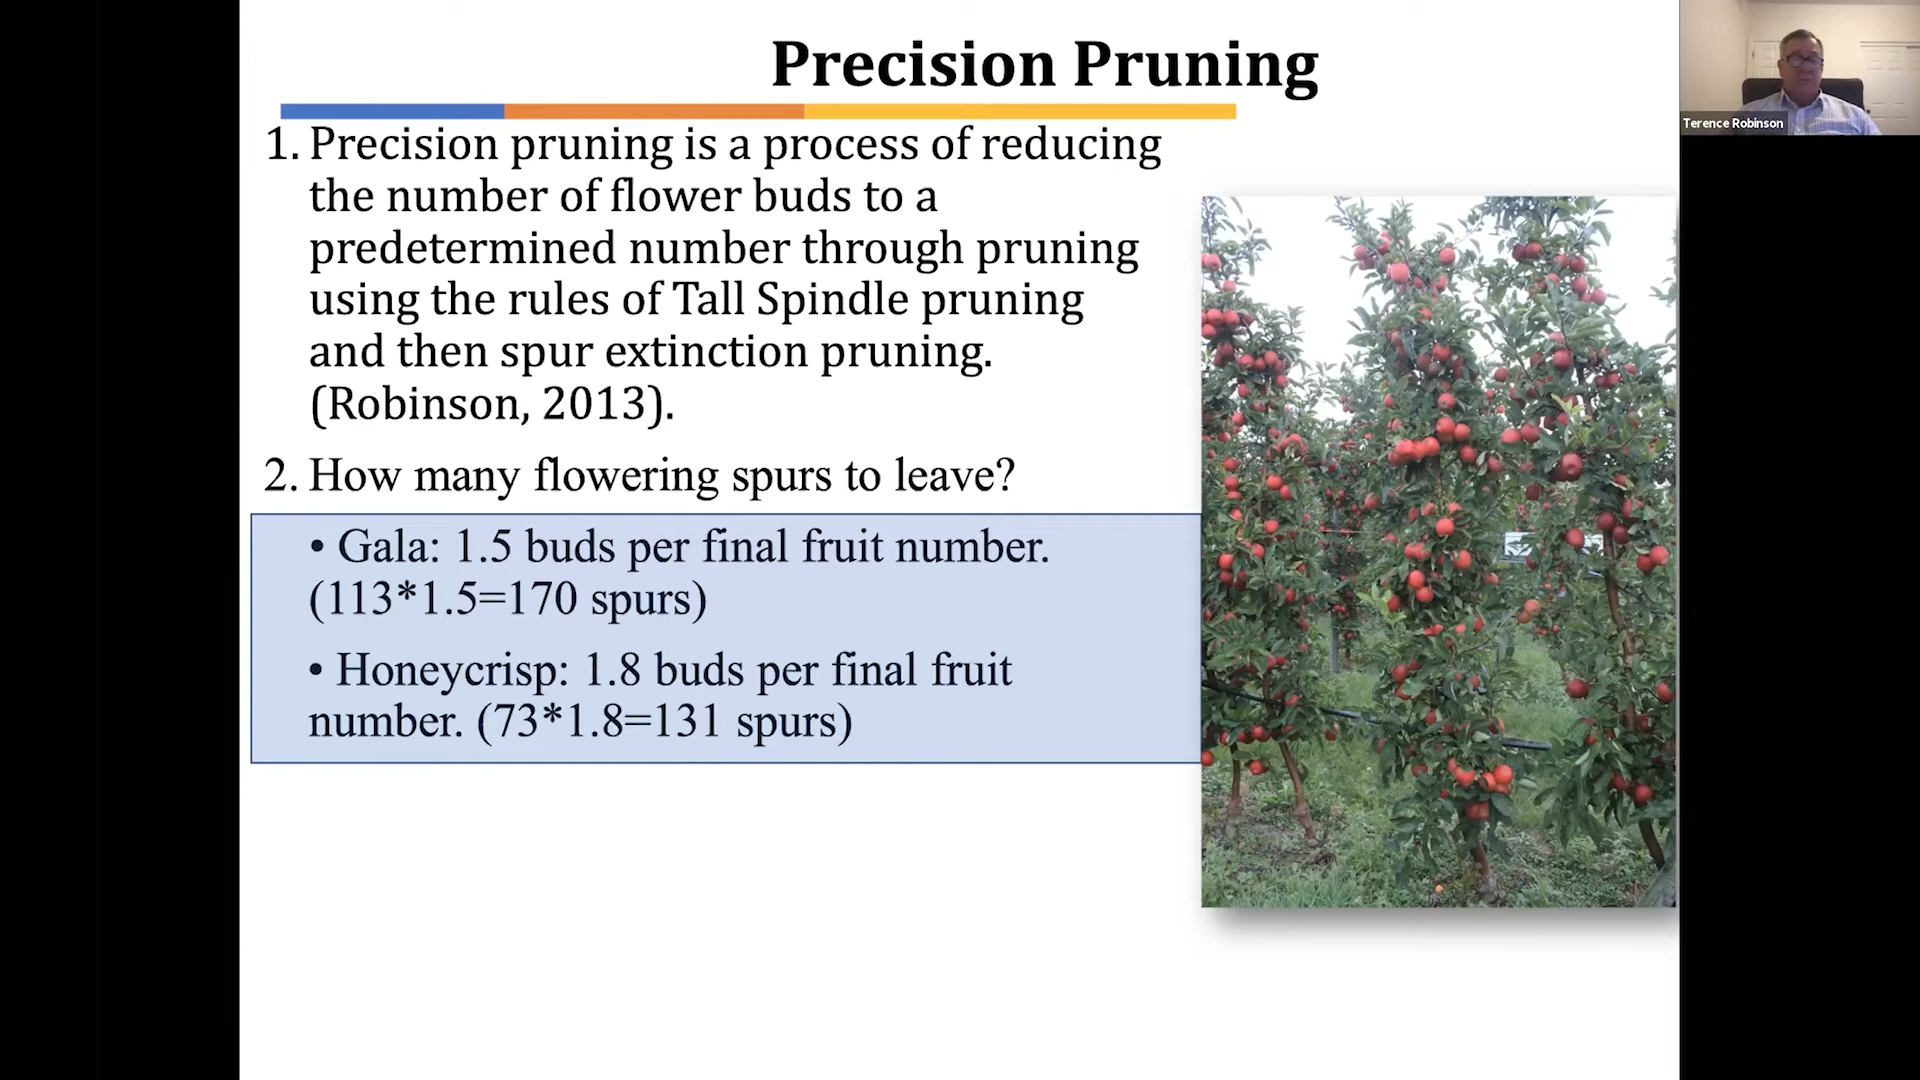 Precision Pruning
Terence Robinson
1. Precision pruning is a process of reducing
the number of flower buds to a
predetermined number through pruning
using the rules of Tall Spindle pruning
and then spur extinction pruning.
(Robinson, 2013).
2. How many flowering spurs to leave?
• Gala: 1.5 buds per final fruit number.
(113*1.5=170 spurs)
• Honeycrisp: 1.8 buds per final fruit
number. (73*1.8=131 spurs)